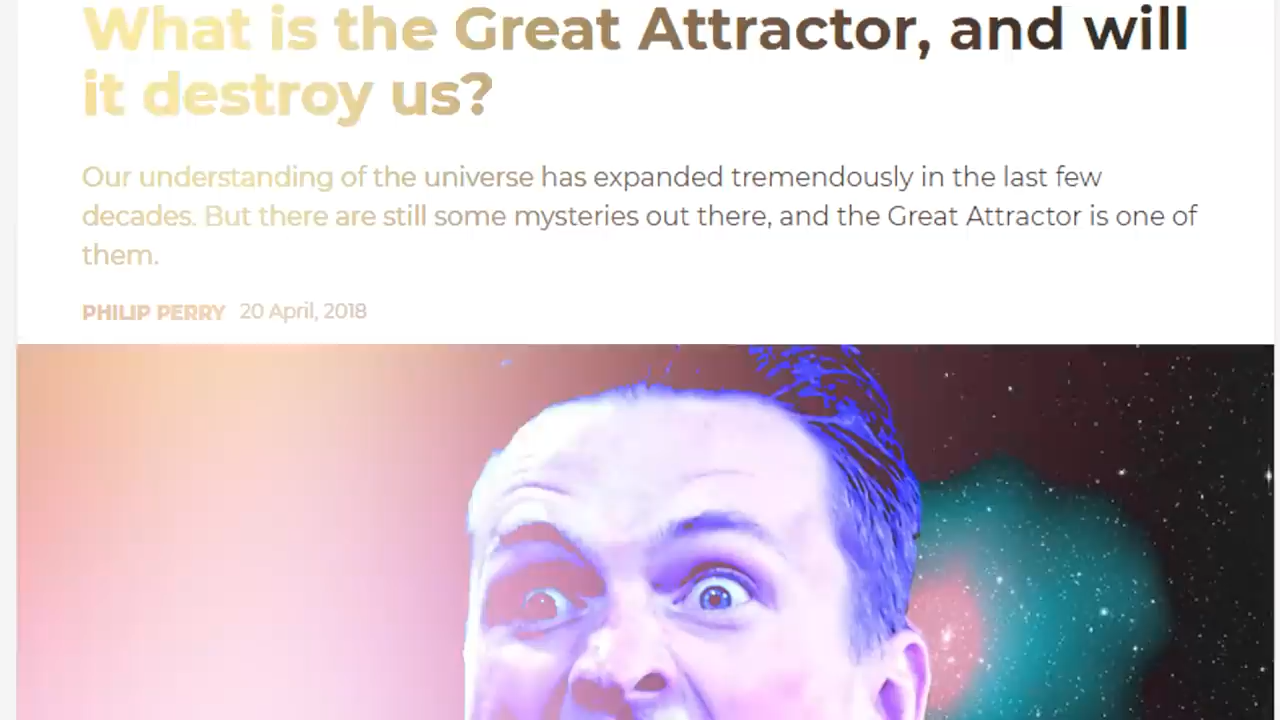 What is the Great Attractor, and will
it destroy us?
Our understanding of the universe has expanded tremendously in the last few
decades. But there are still some mysteries out there, and the Great Attractor is one of
them.
PHILIP PERRY 20 April, 2018